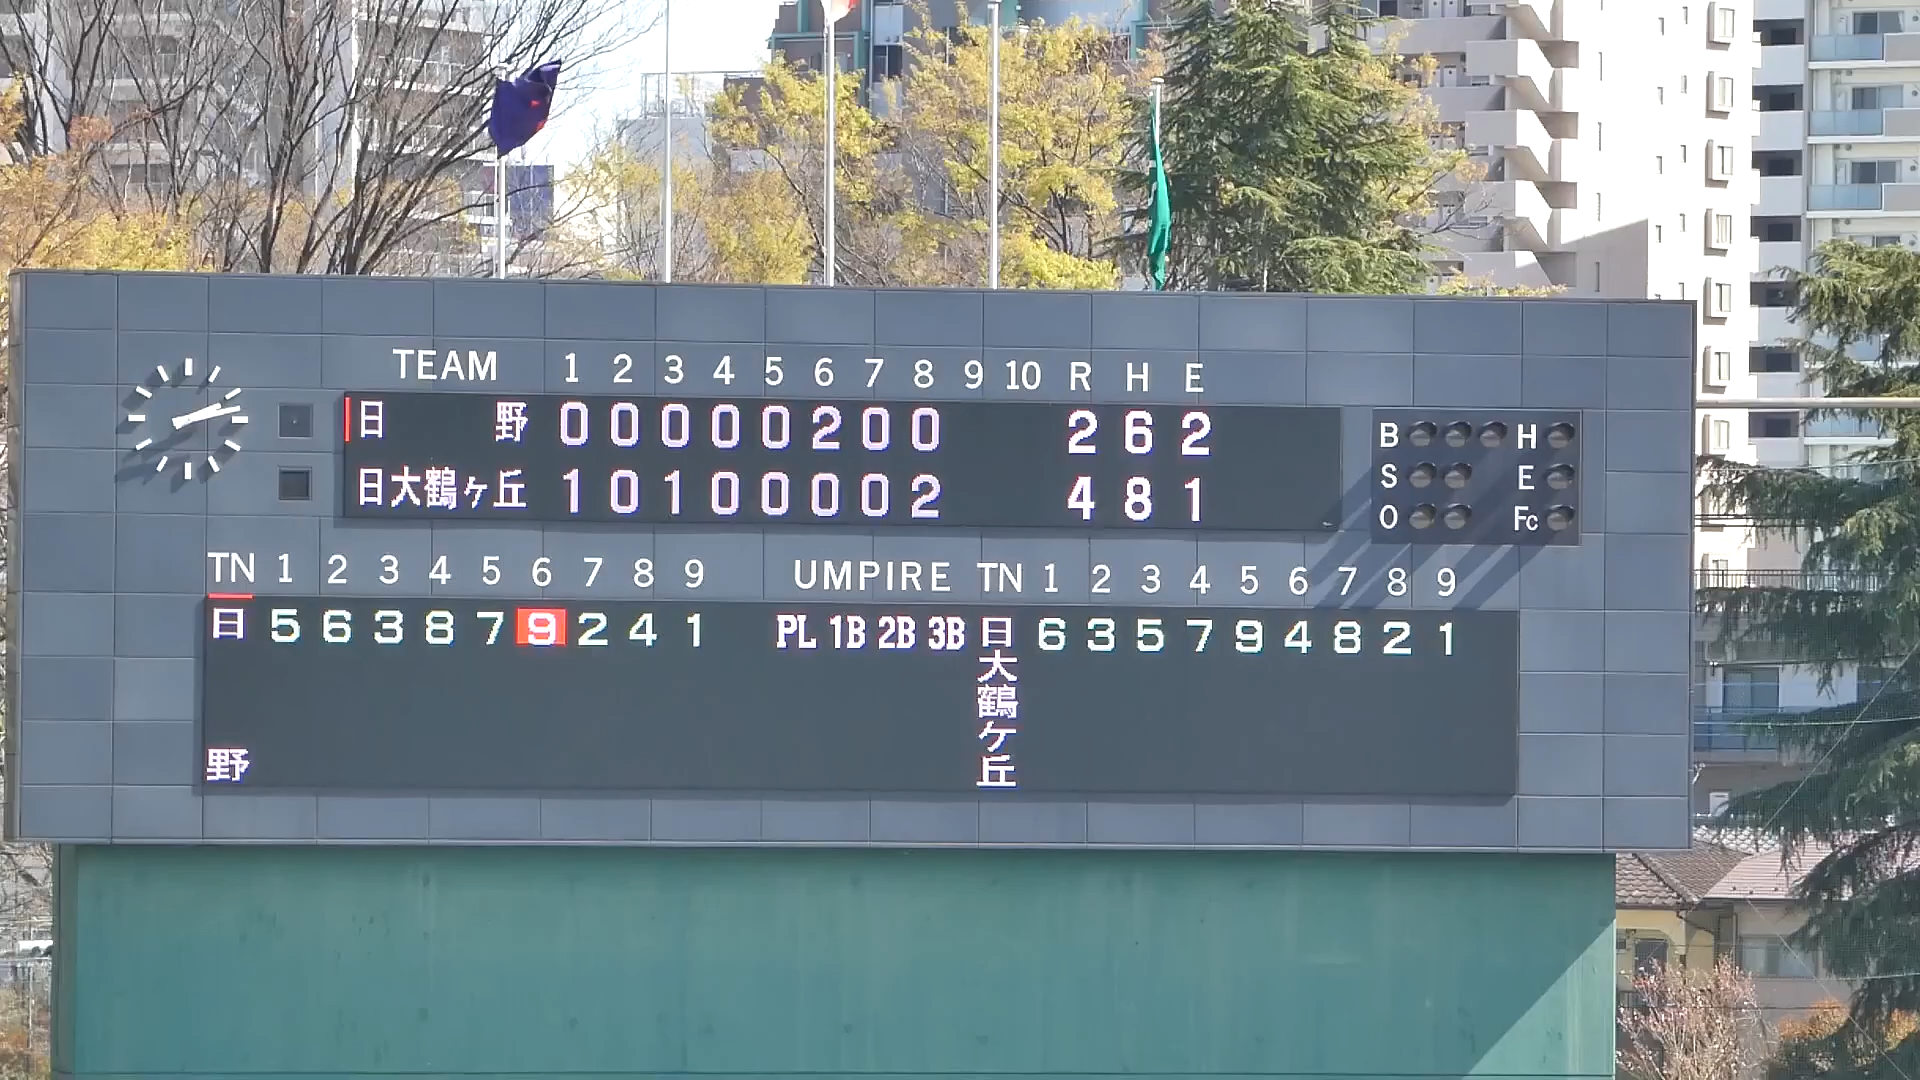 TEAM 1 2 3 4 5 6 7 8 9 10 R H E
日 野 0 0 0 0 0 2 0 0 2 6 2
日大鶴ヶ丘 1 0 1 0 0 0 0 2 4 8 1
B H
S E
O Fc
TN 1 2 3 4 5 6 7 8 9 UMPIRE TN 1 2 3 4 5 6 7 8 9
日野 5 6 3 8 7 9 2 4 1 PL 1B 2B 3B 日大鶴ケ丘 6 3 5 7 9 4 8 2 1